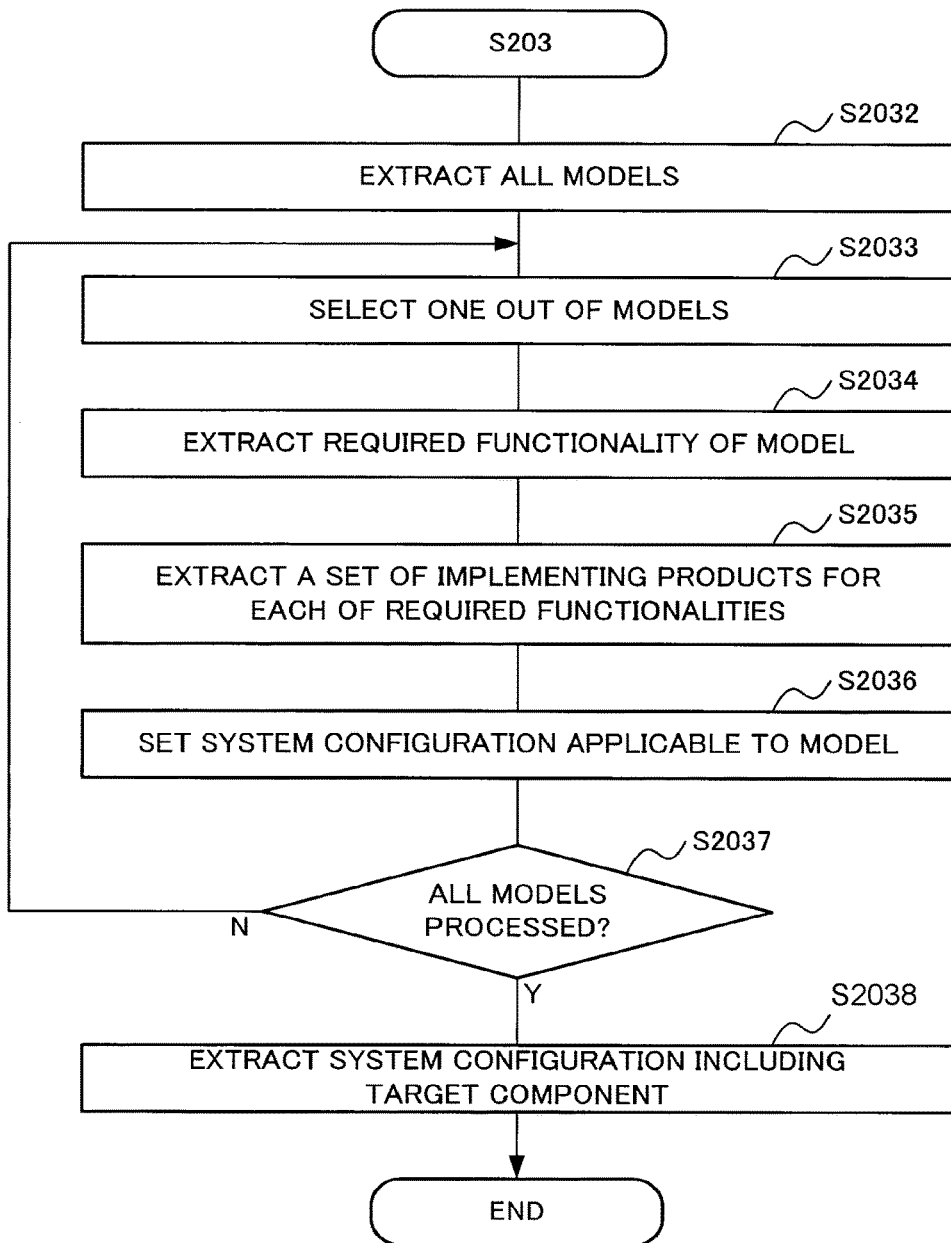 S203
S2032
EXTRACT ALL MODELS
S2033
SELECT ONE OUT OF MODELS
S2034
EXTRACT REQUIRED FUNCTIONALITY OF MODEL
S2035
EXTRACT A SET OF IMPLEMENTING PRODUCTS FOR
EACH OF REQUIRED FUNCTIONALITIES
S2036
SET SYSTEM CONFIGURATION APPLICABLE TO MODEL
S2037
ALL MODELS
PROCESSED?
N
Y
S2038
EXTRACT SYSTEM CONFIGURATION INCLUDING
TARGET COMPONENT
END